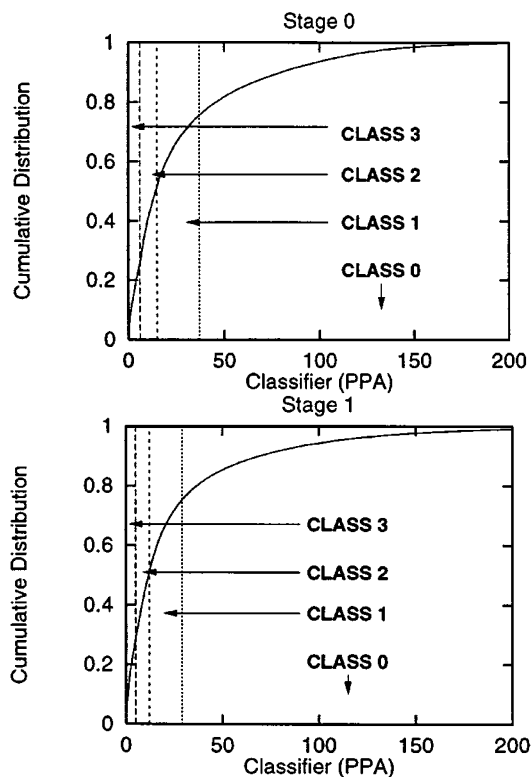 Stage 0
Cumulative Distribution
1
0.8
0.6
0.4
0.2
0
CLASS 3
CLASS 2
CLASS 1
CLASS 0
0 50 100 150 200
Classifier (PPA)
Stage 1
Cumulative Distribution
1
0.8
0.6
0.4
0.2
0
CLASS 3
CLASS 2
CLASS 1
CLASS 0
0 50 100 150 200
Classifier (PPA)